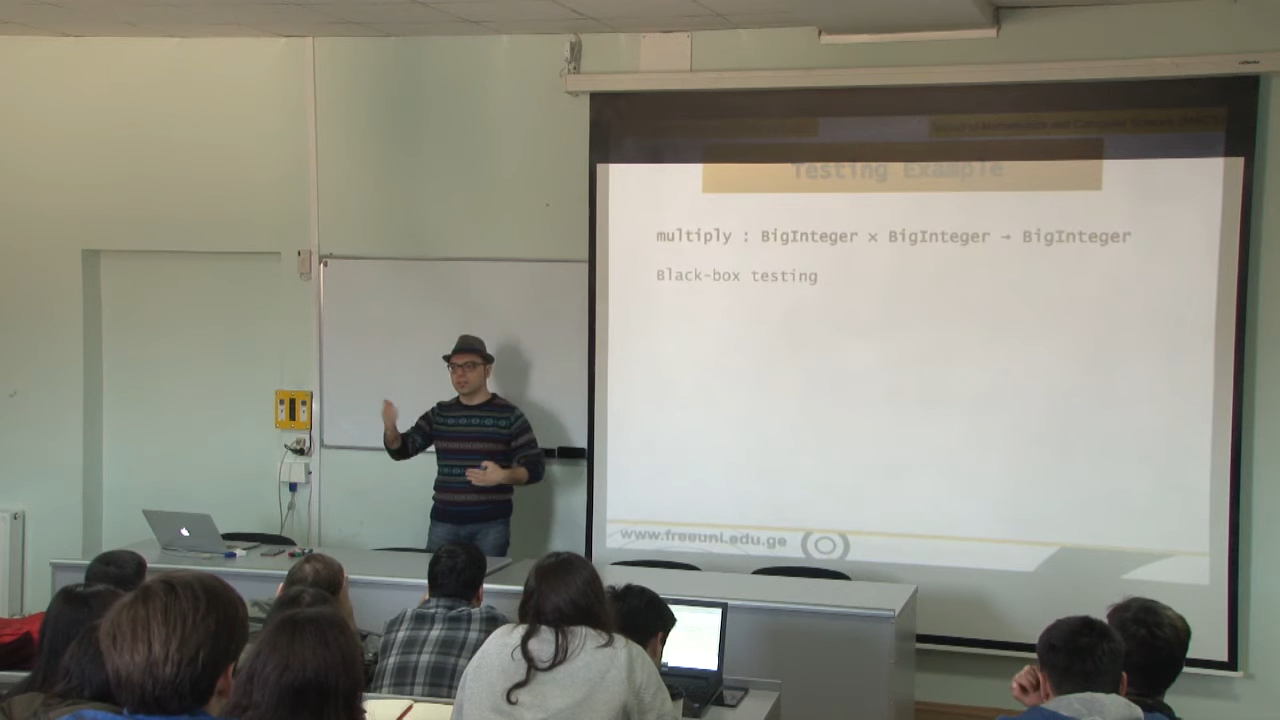 Testing Example
multiply : BigInteger × BigInteger → BigInteger
Black-box testing
www.freeuni.edu.ge